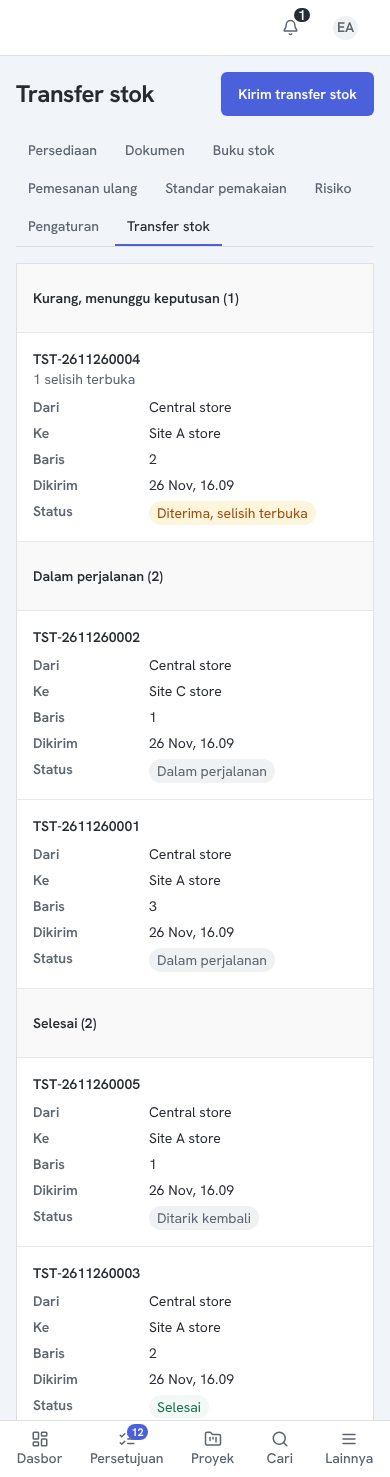 1
EA
Transfer stok
Kirim transfer stok
Persediaan Dokumen Buku stok
Pemesanan ulang Standar pemakaian Risiko
Pengaturan Transfer stok
Kurang, menunggu keputusan (1)
TST-2611260004
1 selisih terbuka
Dari Central store
Ke Site A store
Baris 2
Dikirim 26 Nov, 16.09
Status Diterima, selisih terbuka
Dalam perjalanan (2)
TST-2611260002
Dari Central store
Ke Site C store
Baris 1
Dikirim 26 Nov, 16.09
Status Dalam perjalanan
TST-2611260001
Dari Central store
Ke Site A store
Baris 3
Dikirim 26 Nov, 16.09
Status Dalam perjalanan
Selesai (2)
TST-2611260005
Dari Central store
Ke Site A store
Baris 1
Dikirim 26 Nov, 16.09
Status Ditarik kembali
TST-2611260003
Dari Central store
Ke Site A store
Baris 2
Dikirim 26 Nov, 16.09
Status Selesai
12
Dasbor Persetujuan Proyek Cari Lainnya